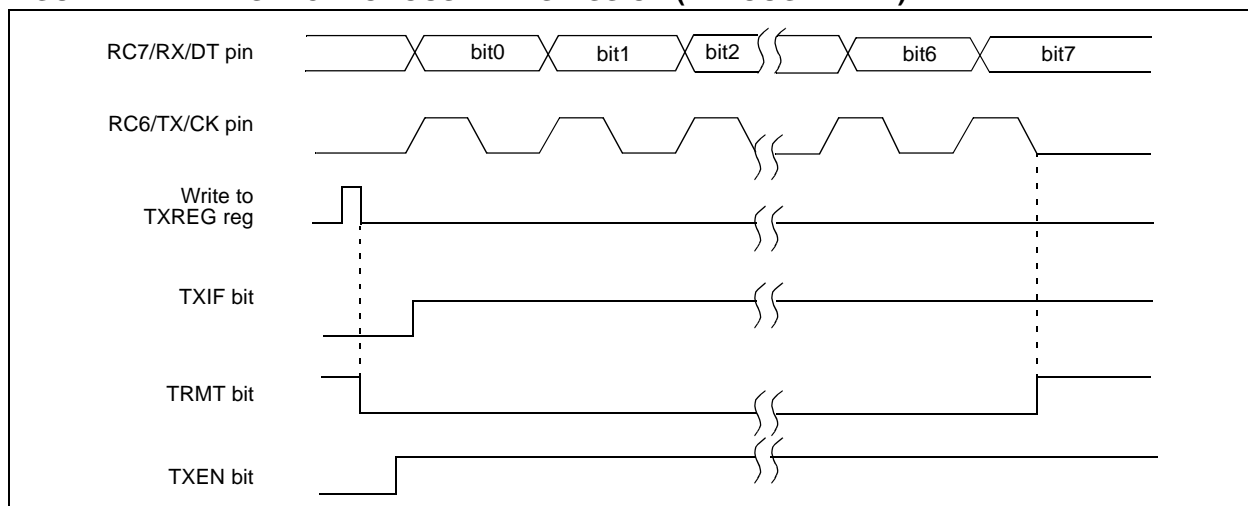 RC7/RX/DT pin
bit0
bit1
bit2
bit6
bit7
RC6/TX/CK pin
Write to
TXREG reg
TXIF bit
TRMT bit
TXEN bit